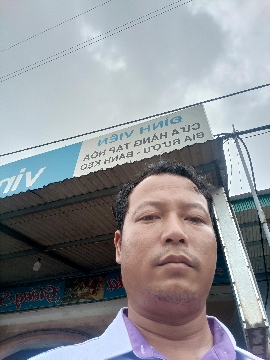 ĐÌNH VIÊN
CỬA HÀNG TẠP HÓA
BIA RƯỢU - BÁNH KẸO